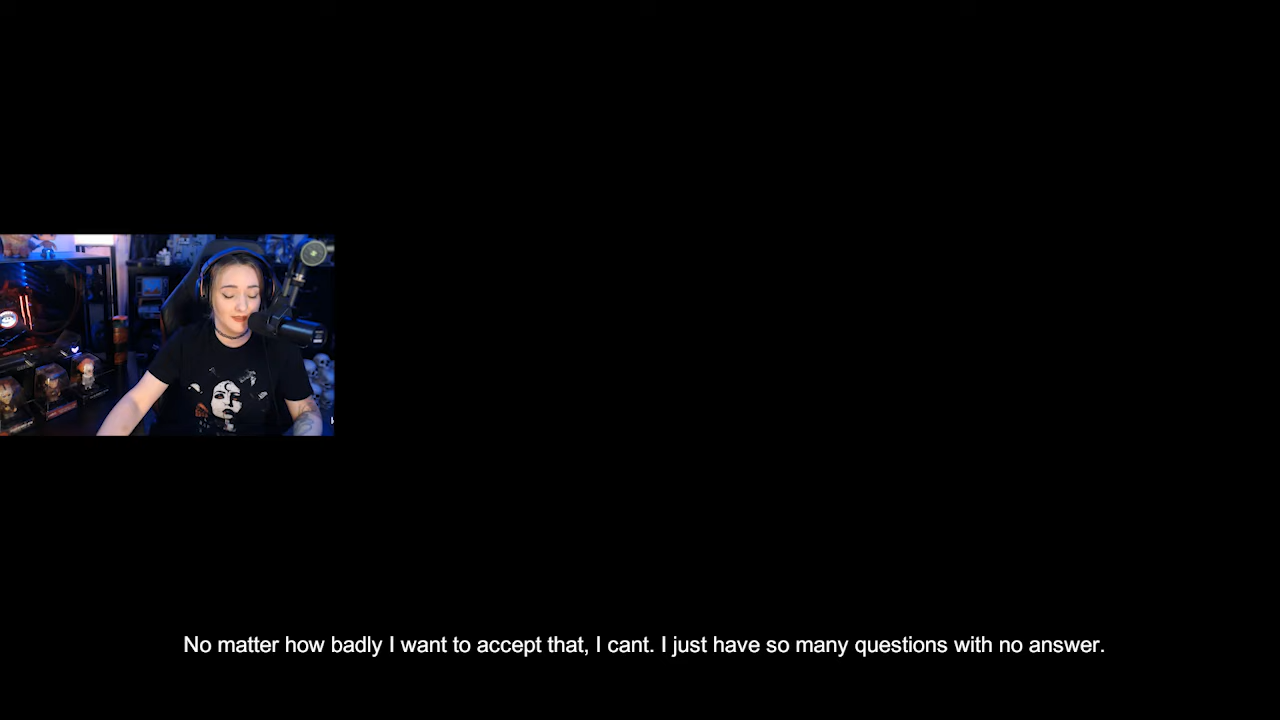 No matter how badly I want to accept that, I cant. I just have so many questions with no answer.